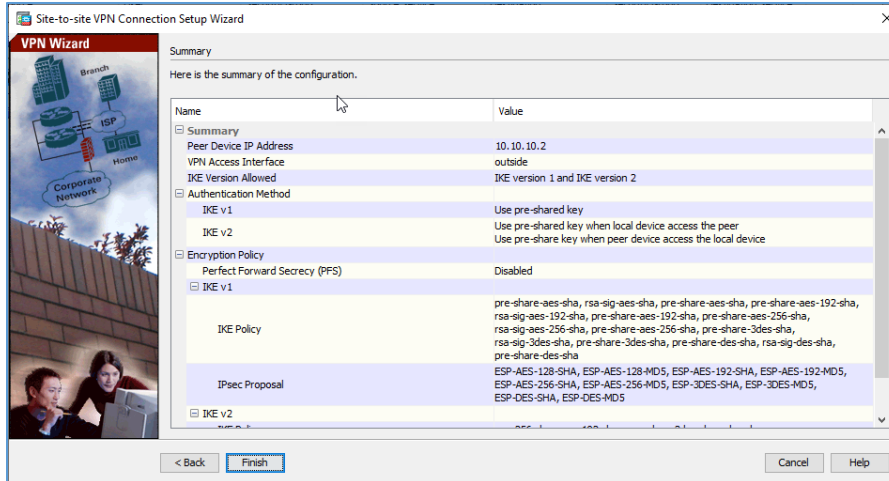 Site-to-site VPN Connection Setup Wizard
VPN Wizard
Branch
ISP
Home
Corporate
Network
Summary
Here is the summary of the configuration.
Name Value
Summary
Peer Device IP Address 10.10.10.2
VPN Access Interface outside
IKE Version Allowed IKE version 1 and IKE version 2
Authentication Method
IKE v1 Use pre-shared key
IKE v2 Use pre-shared key when local device access the peer
Use pre-share key when peer device access the local device
Encryption Policy
Perfect Forward Secrecy (PFS) Disabled
IKE v1
IKE Policy pre-share-aes-sha, rsa-sig-aes-sha, pre-share-aes-sha, pre-share-aes-192-sha,
rsa-sig-aes-192-sha, pre-share-aes-192-sha, pre-share-aes-256-sha,
rsa-sig-aes-256-sha, pre-share-aes-256-sha, pre-share-3des-sha,
rsa-sig-3des-sha, pre-share-3des-sha, pre-share-des-sha, rsa-sig-des-sha,
pre-share-des-sha
IPsec Proposal ESP-AES-128-SHA, ESP-AES-128-MD5, ESP-AES-192-SHA, ESP-AES-192-MD5,
ESP-AES-256-SHA, ESP-AES-256-MD5, ESP-3DES-SHA, ESP-3DES-MD5,
ESP-DES-SHA, ESP-DES-MD5
IKE v2
< Back Finish Cancel Help